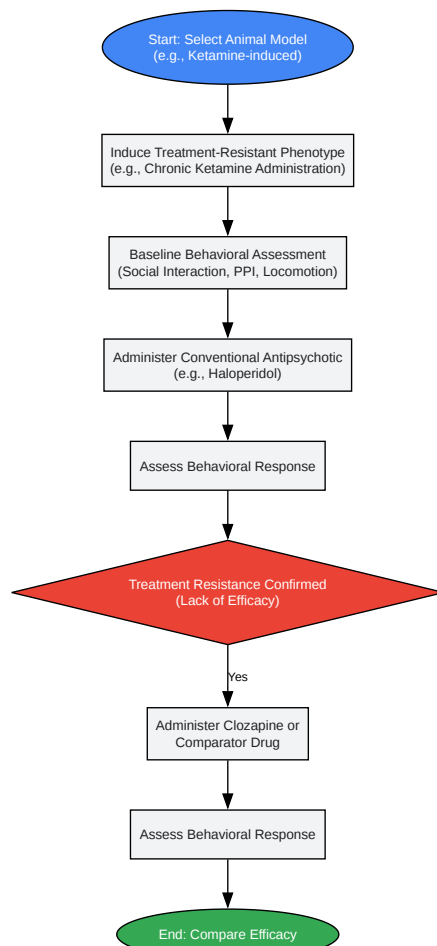 Start: Select Animal Model
(e.g., Ketamine-induced)
Induce Treatment-Resistant Phenotype
(e.g., Chronic Ketamine Administration)
Baseline Behavioral Assessment
(Social Interaction, PPI, Locomotion)
Administer Conventional Antipsychotic
(e.g., Haloperidol)
Assess Behavioral Response
Treatment Resistance Confirmed
(Lack of Efficacy)
Yes
Administer Clozapine or
Comparator Drug
Assess Behavioral Response
End: Compare Efficacy